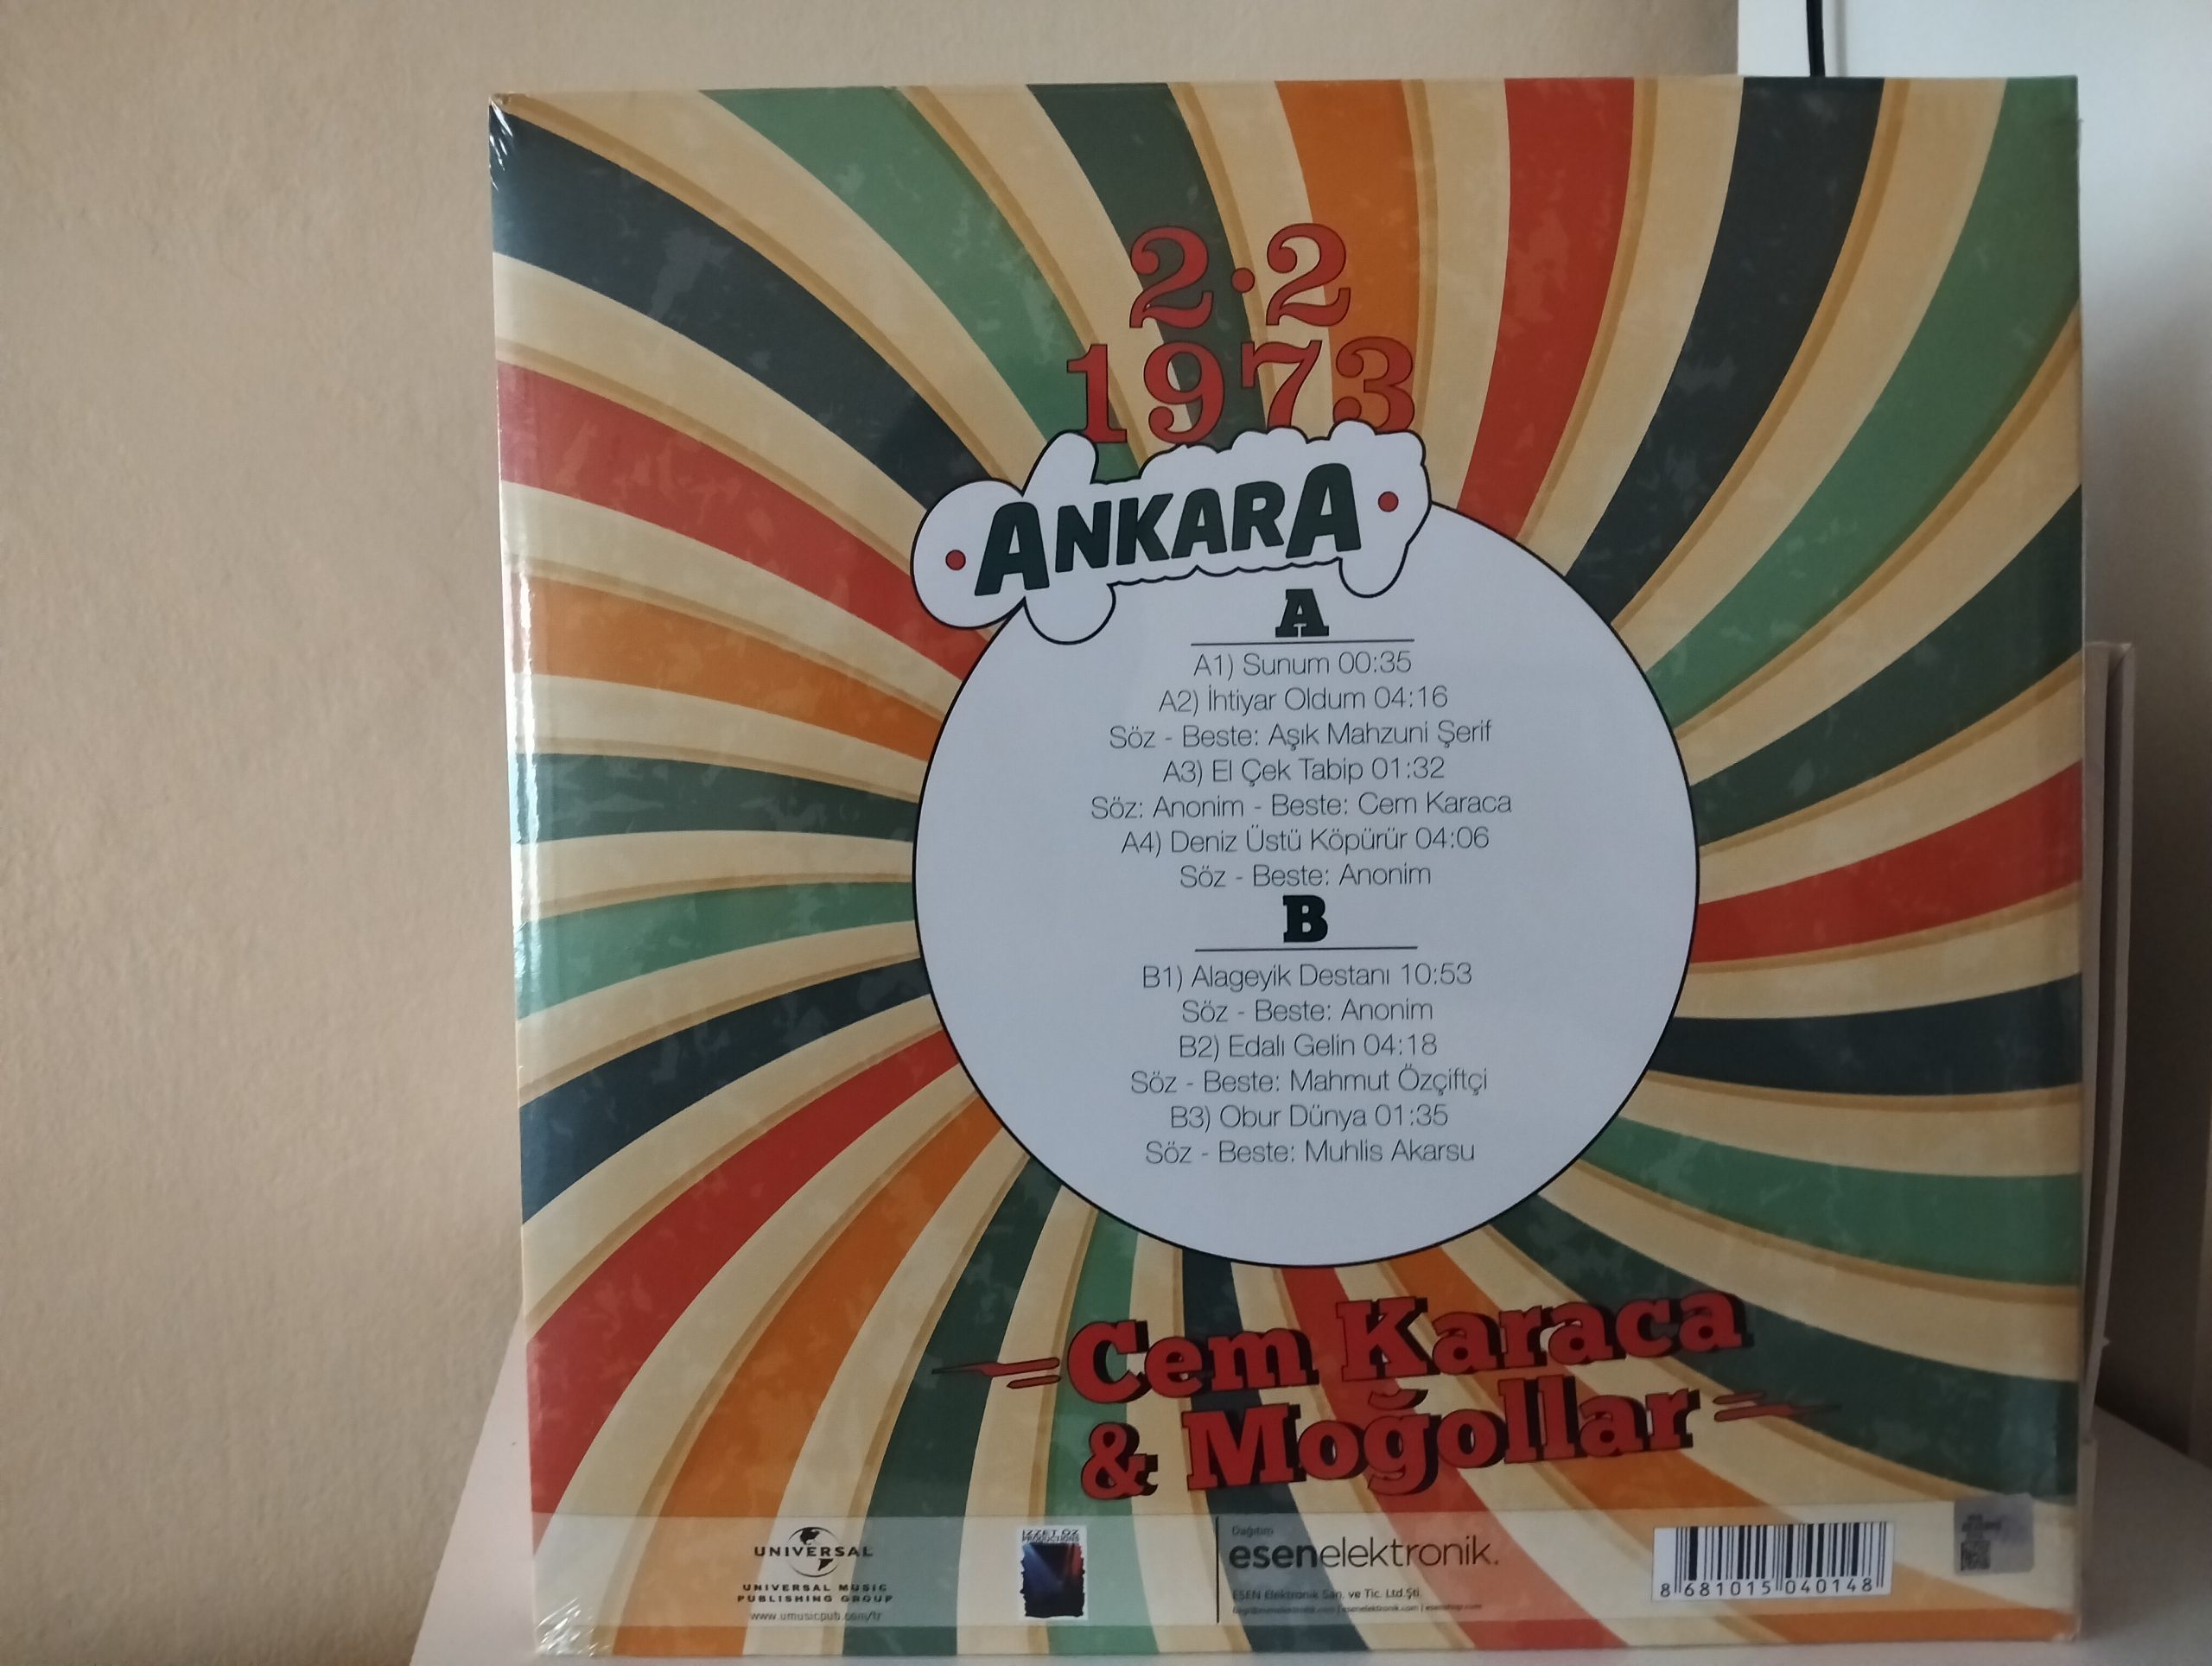 2·2
1973
·ANKARA·
A
A1) Sunum 00:35
A2) İhtiyar Oldum 04:16
Söz - Beste: Aşık Mahzuni Şerif
A3) El Çek Tabip 01:32
Söz: Anonim - Beste: Cem Karaca
A4) Deniz Üstü Köpürür 04:06
Söz - Beste: Anonim
B
B1) Alageyik Destanı 10:53
Söz - Beste: Anonim
B2) Edalı Gelin 04:18
Söz - Beste: Mahmut Özçiftçi
B3) Obur Dünya 01:35
Söz - Beste: Muhlis Akarsu
Cem Karaca
& Moğollar
UNIVERSAL
UNIVERSAL MUSIC
PUBLISHING GROUP
www.umusicpub.com/tr
IZZET ÖZ
PRODUCTIONS
Dağıtım
esenelektronik.
ESEN Elektronik San. ve Tic. Ltd.Şti.
8 681015 040148